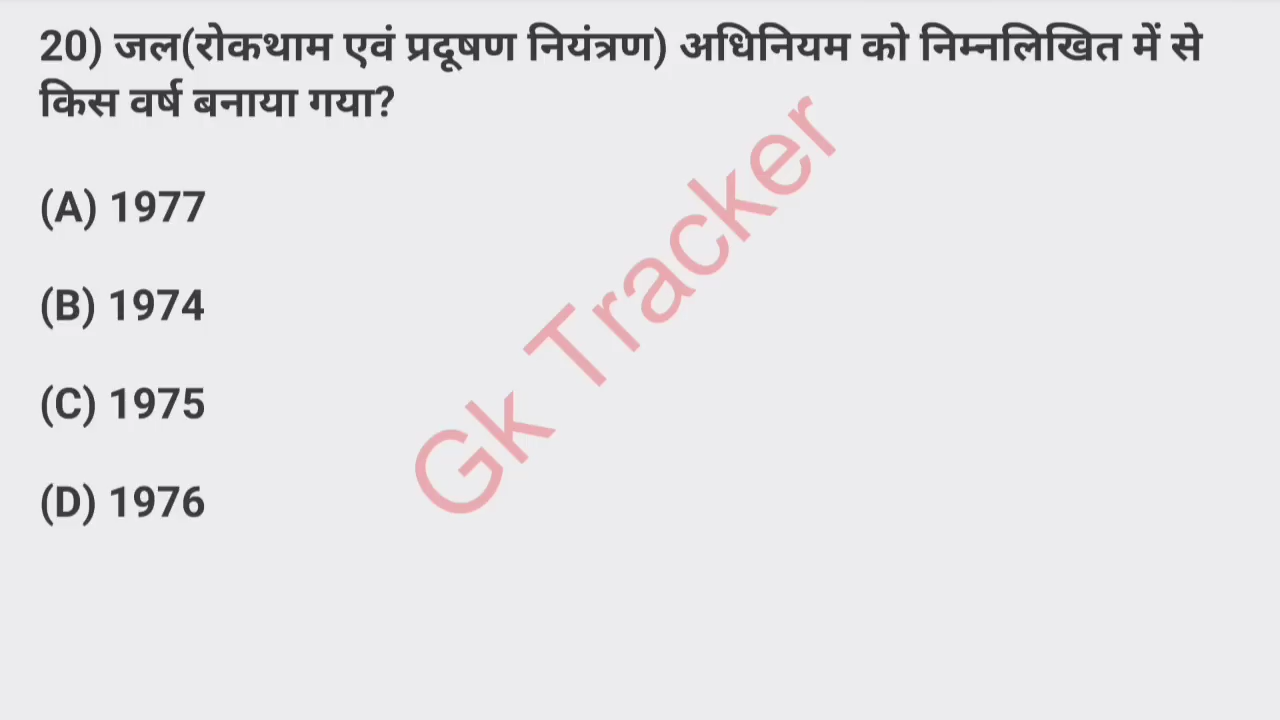 20) जल(रोकथाम एवं प्रदूषण नियंत्रण) अधिनियम को निम्नलिखित में से
किस वर्ष बनाया गया?
(A) 1977
(B) 1974
(C) 1975
(D) 1976
Gk Tracker